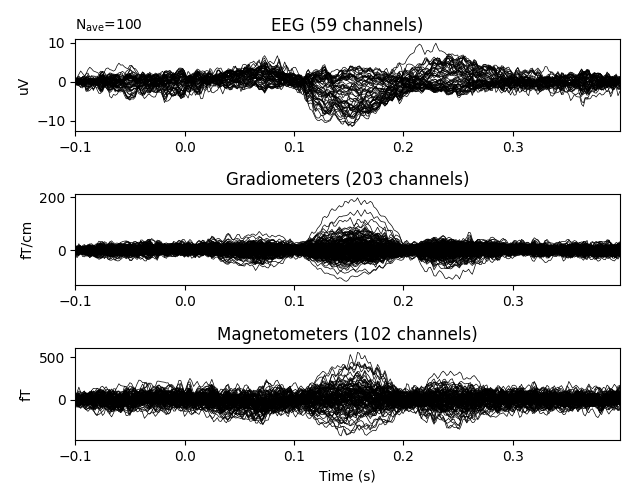 N_ave=100
EEG (59 channels)
10
0
−10
uV
−0.1 0.0 0.1 0.2 0.3
Gradiometers (203 channels)
200
0
fT/cm
−0.1 0.0 0.1 0.2 0.3
Magnetometers (102 channels)
500
0
fT
−0.1 0.0 0.1 0.2 0.3
Time (s)